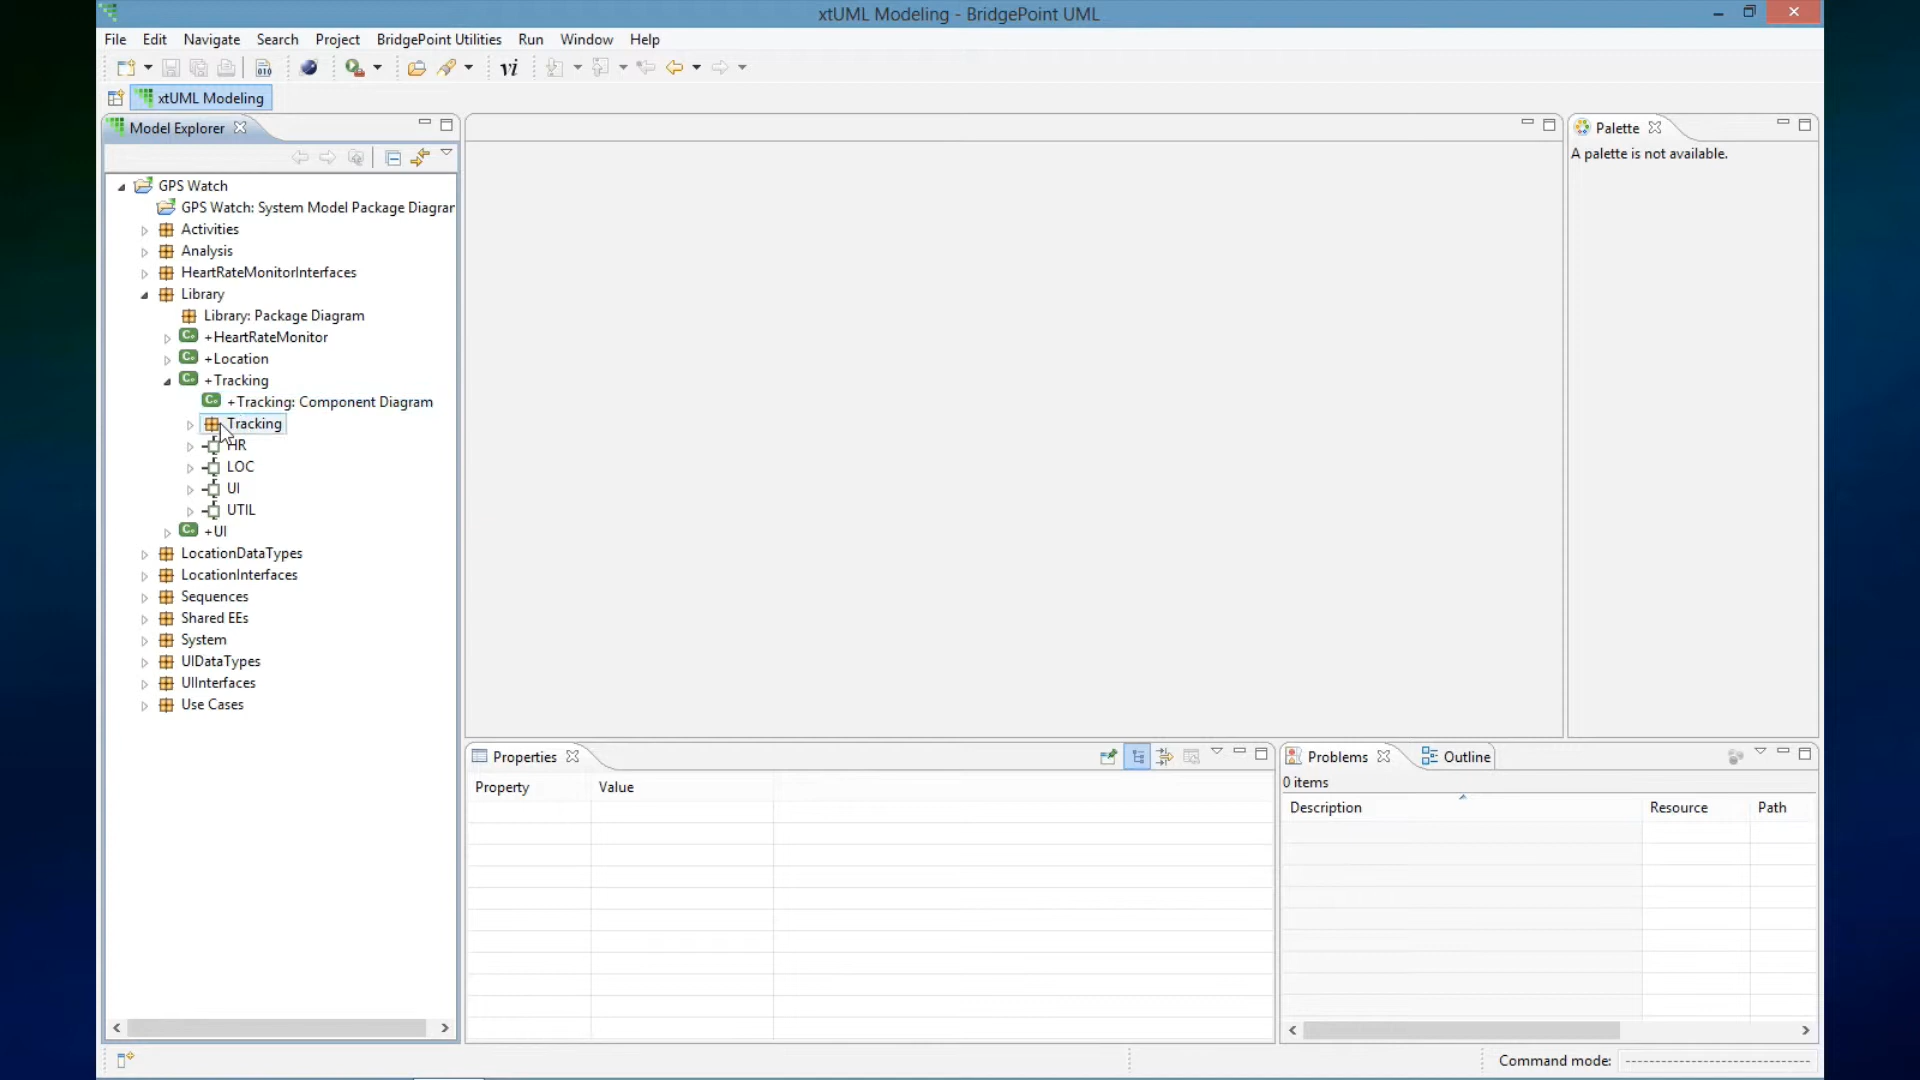 xtUML Modeling - BridgePoint UML
File Edit Navigate Search Project BridgePoint Utilities Run Window Help
010 vi
xtUML Modeling
Model Explorer
Palette
A palette is not available.
GPS Watch
GPS Watch: System Model Package Diagrar
Activities
Analysis
HeartRateMonitorInterfaces
Library
Library: Package Diagram
+HeartRateMonitor
+Location
+Tracking
+Tracking: Component Diagram
Tracking
HR
LOC
UI
UTIL
+UI
LocationDataTypes
LocationInterfaces
Sequences
Shared EEs
System
UIDataTypes
UIInterfaces
Use Cases
Properties
Property Value
Problems Outline
0 items
Description Resource Path
Command mode: --------------------------